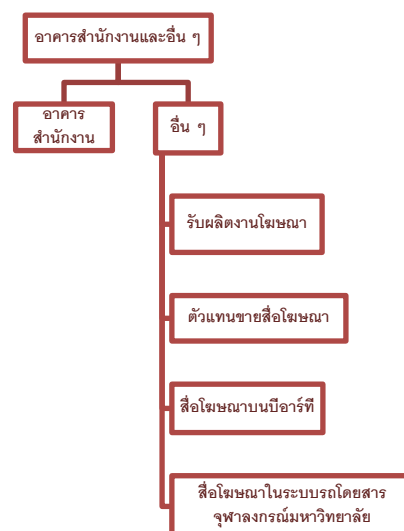 อาคารสำนักงานและอื่น ๆ
อาคาร
สำนักงาน
อื่น ๆ
รับผลิตงานโฆษณา
ตัวแทนขายสื่อโฆษณา
สื่อโฆษณาบนบีอาร์ที
สื่อโฆษณาในระบบรถโดยสาร
จุฬาลงกรณ์มหาวิทยาลัย